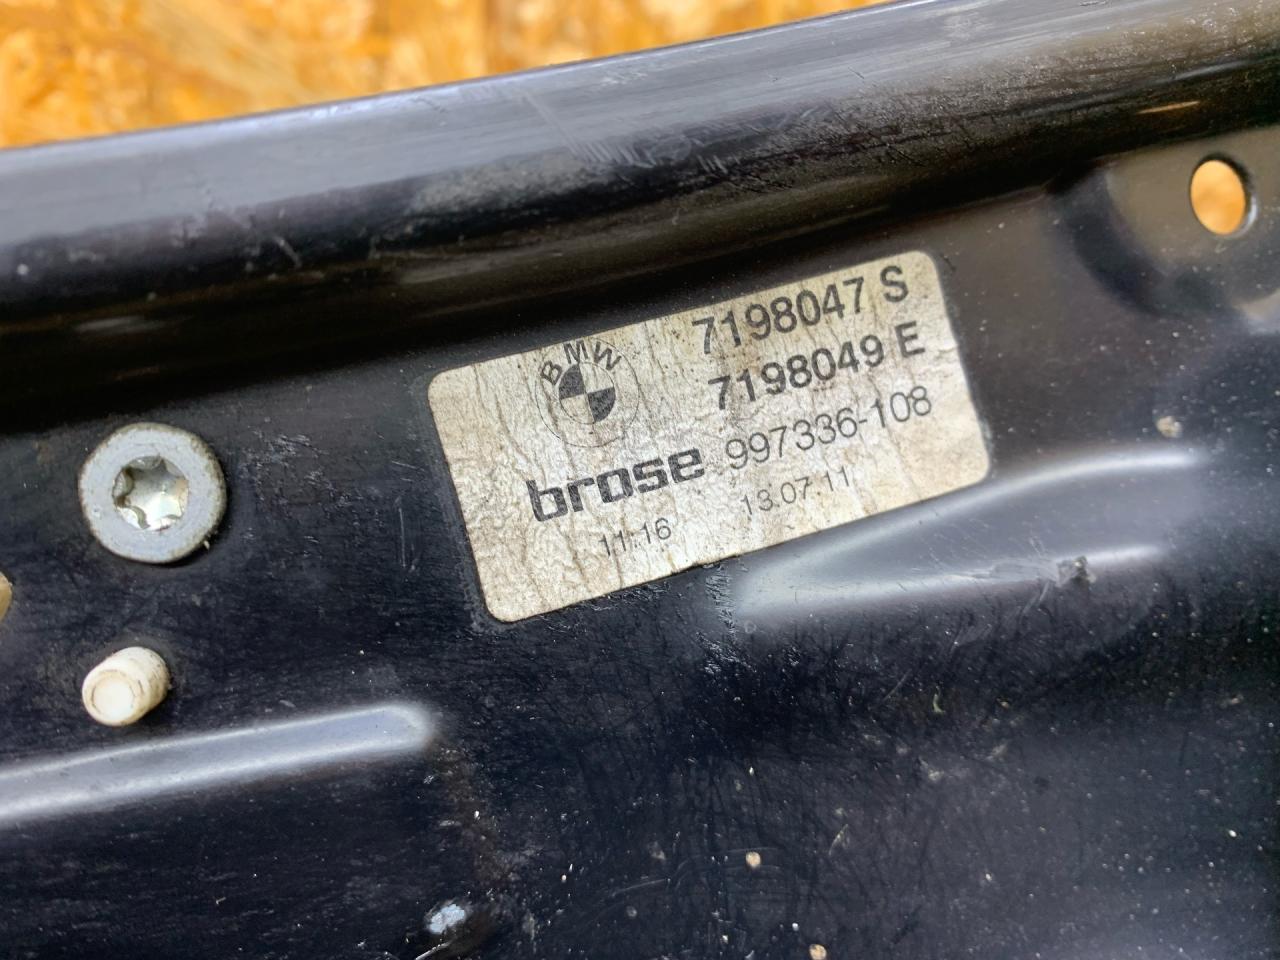 BMW
7198047 S
7198049 E
brose 997336-108
11:16 13.07.11